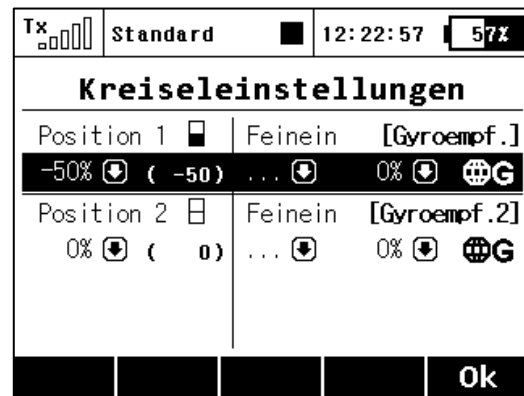 Tx Standard 12:22:57 57%
Kreiseleinstellungen
Position 1 Feinein [Gyroempf.]
-50% ( -50) ... 0% G
Position 2 Feinein [Gyroempf.2]
0% ( 0) ... 0% G
Ok